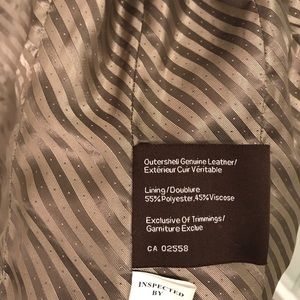 Outershell Genuine Leather/
Extérieur Cuir Véritable
Lining/Doublure
55% Polyester, 45% Viscose
Exclusive Of Trimmings/
Garniture Exclue
CA 02558
INSPECTED
BY